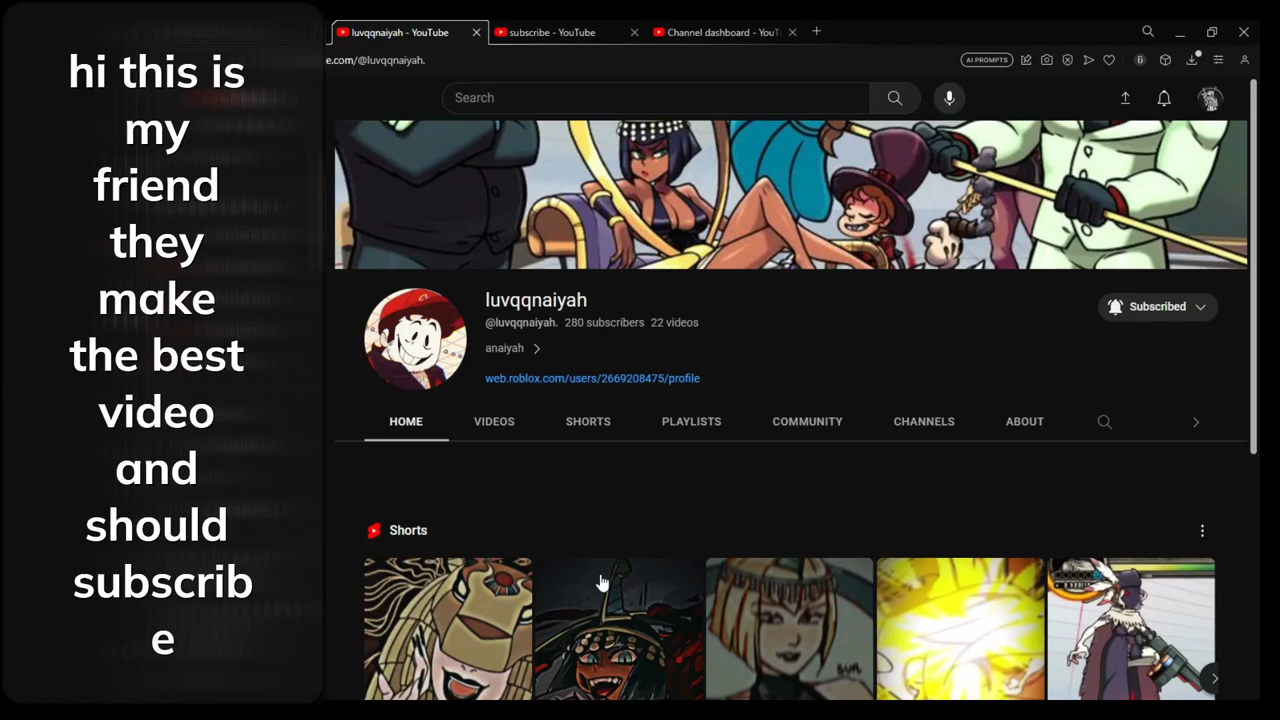 hi this is
my
friend
they
make
the best
video
and
should
subscrib
e
luvqqnaiyah - YouTube
subscribe - YouTube
Channel dashboard - YouT
e.com/@luvqqnaiyah.
AI PROMPTS
Search
luvqqnaiyah
@luvqqnaiyah. 280 subscribers 22 videos
Subscribed
anaiyah
web.roblox.com/users/2669208475/profile
HOME VIDEOS SHORTS PLAYLISTS COMMUNITY CHANNELS ABOUT
Shorts